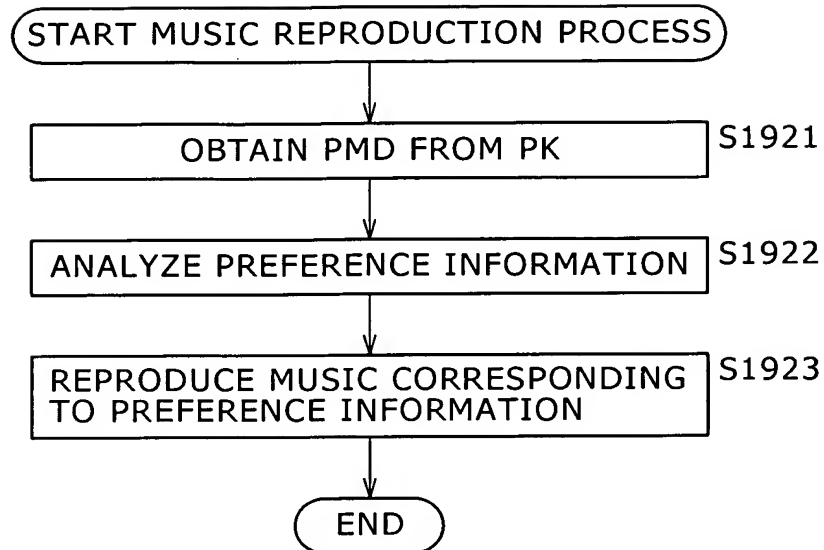 START MUSIC REPRODUCTION PROCESS
OBTAIN PMD FROM PK
S1921
ANALYZE PREFERENCE INFORMATION
S1922
REPRODUCE MUSIC CORRESPONDING
TO PREFERENCE INFORMATION
S1923
END